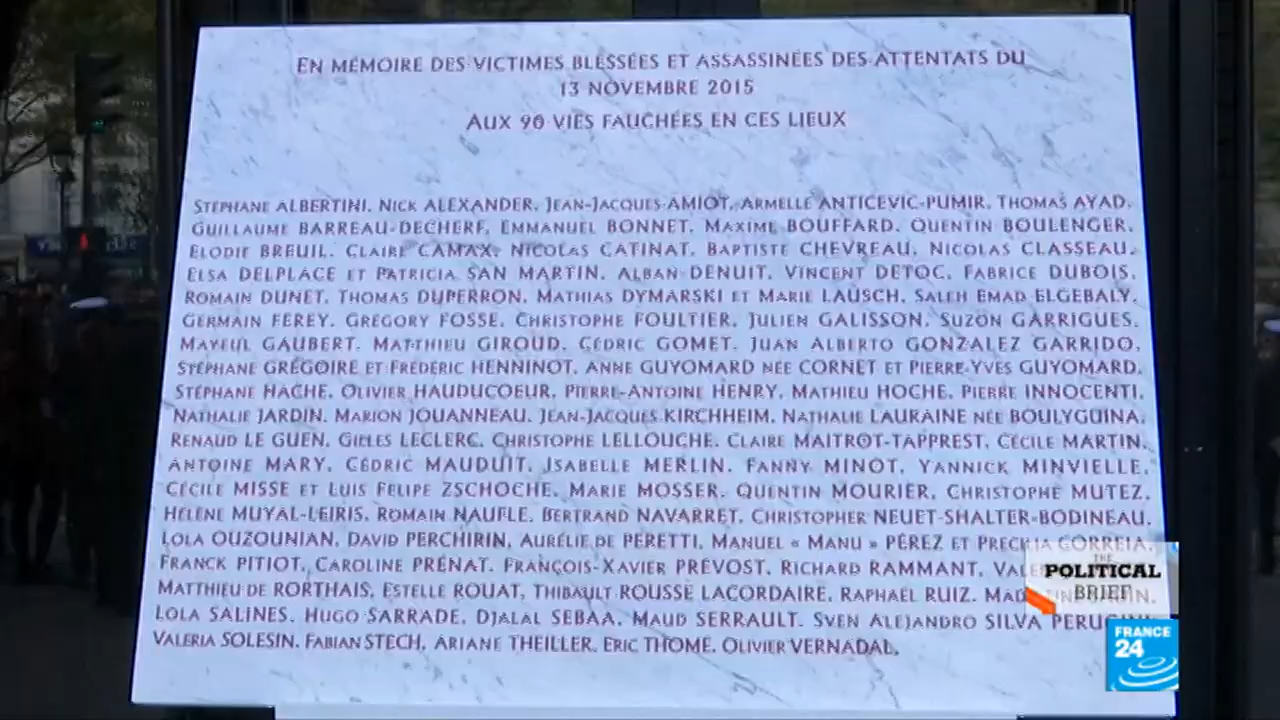 EN MÉMOIRE DES VICTIMES BLESSÉES ET ASSASSINÉES DES ATTENTATS DU
13 NOVEMBRE 2015
AUX 90 VIES FAUCHÉES EN CES LIEUX
STÉPHANE ALBERTINI, NICK ALEXANDER, JEAN-JACQUES AMIOT, ARMELLE ANTICEVIC-PUMIR, THOMAS AYAD,
GUILLAUME BARREAU-DECHERF, EMMANUEL BONNET, MAXIME BOUFFARD, QUENTIN BOULENGER,
ELODIE BREUIL, CLAIRE CAMAX, NICOLAS CATINAT, BAPTISTE CHEVREAU, NICOLAS CLASSEAU,
ELSA DELPLACE ET PATRICIA SAN MARTIN, ALBAN DENUIT, VINCENT DETOC, FABRICE DUBOIS,
ROMAIN DUNET, THOMAS DUPERRON, MATHIAS DYMARSKI ET MARIE LAUSCH, SALEH EMAD ELGEBALY,
GERMAIN FEREY, GRÉGORY FOSSE, CHRISTOPHE FOULTIER, JULIEN GALISSON, SUZON GARRIGUES,
MAYEUL GAUBERT, MATTHIEU GIROUD, CÉDRIC GOMET, JUAN ALBERTO GONZALEZ GARRIDO,
STÉPHANE GRÉGOIRE ET FRÉDÉRIC HENNINOT, ANNE GUYOMARD NÉE CORNET ET PIERRE-YVES GUYOMARD,
STÉPHANE HACHE, OLIVIER HAUDUCOEUR, PIERRE-ANTOINE HENRY, MATHIEU HOCHE, PIERRE INNOCENTI,
NATHALIE JARDIN, MARION JOUANNEAU, JEAN-JACQUES KIRCHHEIM, NATHALIE LAURAINE NÉE BOULYGUINA,
RENAUD LE GUEN, GILLES LECLERC, CHRISTOPHE LELLOUCHE, CLAIRE MAITROT-TAPPREST, CÉCILE MARTIN,
ANTOINE MARY, CÉDRIC MAUDUIT, ISABELLE MERLIN, FANNY MINOT, YANNICK MINVIELLE,
CÉCILE MISSE ET LUIS FELIPE ZSCHOCHE, MARIE MOSSER, QUENTIN MOURIER, CHRISTOPHE MUTEZ,
HÉLÈNE MUYAL-LEIRIS, ROMAIN NAUFLE, BERTRAND NAVARRET, CHRISTOPHER NEUET-SHALTER-BODINEAU,
LOLA OUZOUNIAN, DAVID PERCHIRIN, AURÉLIE DE PERETTI, MANUEL « MANU » PÉREZ ET PRECILIA CORREIA,
FRANCK PITIOT, CAROLINE PRÉNAT, FRANÇOIS-XAVIER PRÉVOST, RICHARD RAMMANT,
MATTHIEU DE RORTHAIS, ESTELLE ROUAT, THIBAULT ROUSSE LACORDAIRE, RAPHAËL RUIZ,
LOLA SALINES, HUGO SARRADE, DJALAL SEBAA, MAUD SERRAULT, SVEN ALEJANDRO SILVA
VALERIA SOLESIN, FABIAN STECH, ARIANE THEILLER, ERIC THOMÉ, OLIVIER VERNADAL.
THE
POLITICAL
BRIEF
FRANCE
24